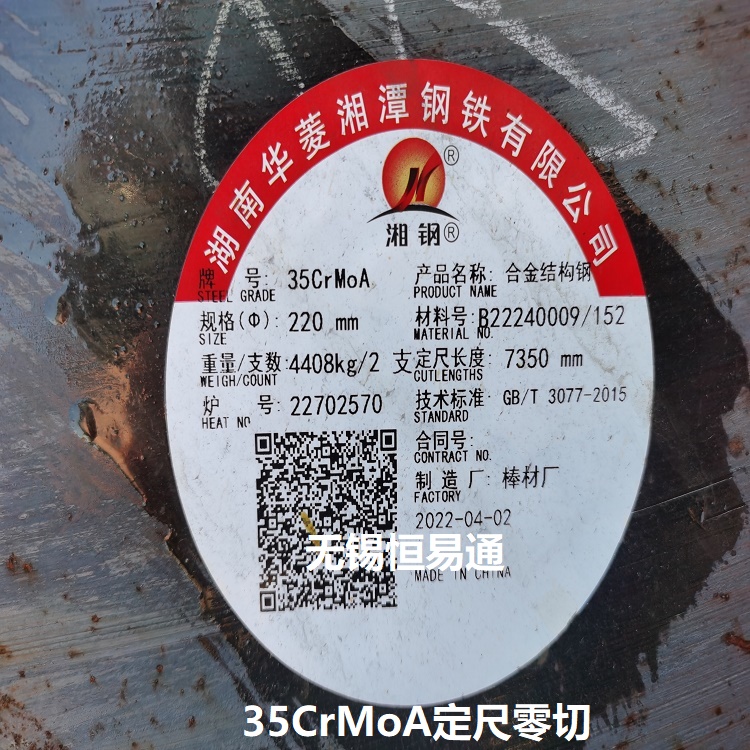 湖南华菱湘潭钢铁有限公司
®
湘钢®
牌 号: 35CrMoA 产品名称: 合金结构钢
STEEL GRADE PRODUCT NAME
规格(Φ): 220 mm 材料号: B22240009/152
SIZE MATERIAL NO.
重量/支数: 4408kg/2 支 定尺长度: 7350 mm
WEIGH/COUNT CUTLENGTHS
炉 号: 22702570 技术标准: GB/T 3077-2015
HEAT NO STANDARD
合同号:
CONTRACT NO.
制 造 厂: 棒材厂
FACTORY
2022-04-02
无锡恒易通
MADE IN CHINA
35CrMoA定尺零切